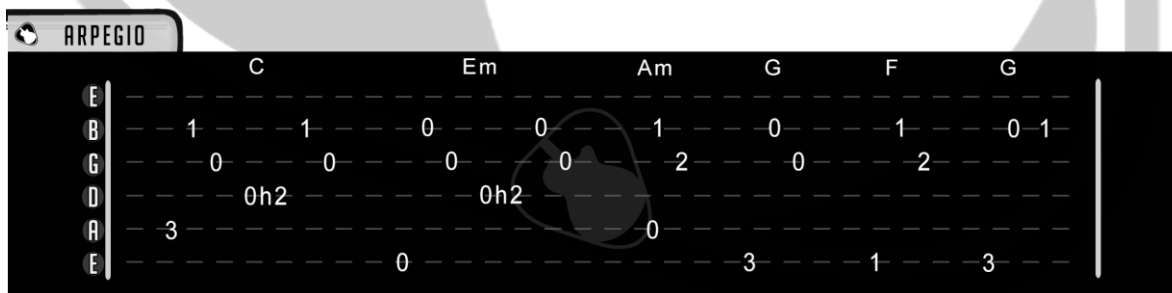 ARPEGIO
C Em Am G F G
E – – – – – – – – – – – – – – – – – – – – – – – – – – – – – – – – – – – – – – – –
B – – 1 – – – – 1 – – – – 0 – – – – 0 – – – – 1 – – – – 0 – – – – 1 – – – – 0 – 1 –
G – – – 0 – – – – 0 – – – – 0 – – – – 0 – – – – 2 – – – – 0 – – – – 2 – – – – – –
D – – – – – 0h2 – – – – – – – – 0h2 – – – – – – – – – – – – – – – – – – – – – – –
A – 3 – – – – – – – – – – – – – – – – – – – – 0 – – – – – – – – – – – – – – – – –
E – – – – – – – – – – – 0 – – – – – – – – – – – – – – 3 – – – – 1 – – – – 3 – – –